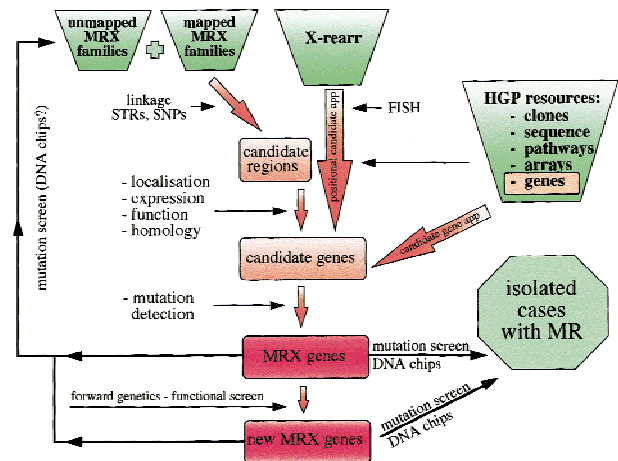 unmapped
MRX
families
mapped
MRX
families
X-rearr
linkage
STRs, SNPs
FISH
positional candidate app
HGP resources:
- clones
- sequence
- pathways
- arrays
- genes
candidate
regions
- localisation
- expression
- function
- homology
candidate gene app
candidate genes
mutation screen (DNA chips?)
- mutation
detection
isolated
cases
with MR
MRX genes
mutation screen
DNA chips
forward genetics - functional screen
new MRX genes
mutation screen
DNA chips